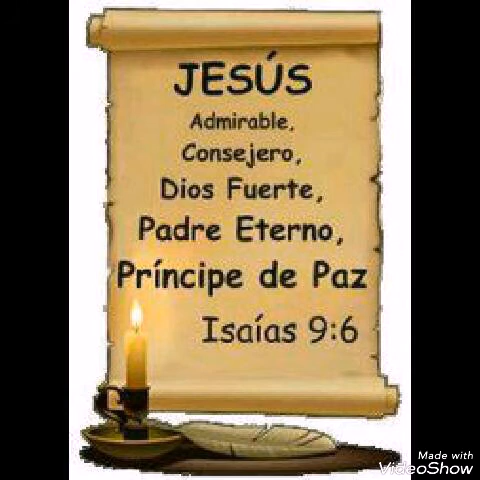 JESÚS
Admirable,
Consejero,
Dios Fuerte,
Padre Eterno,
Príncipe de Paz
Isaías 9:6
Made with
VideoShow